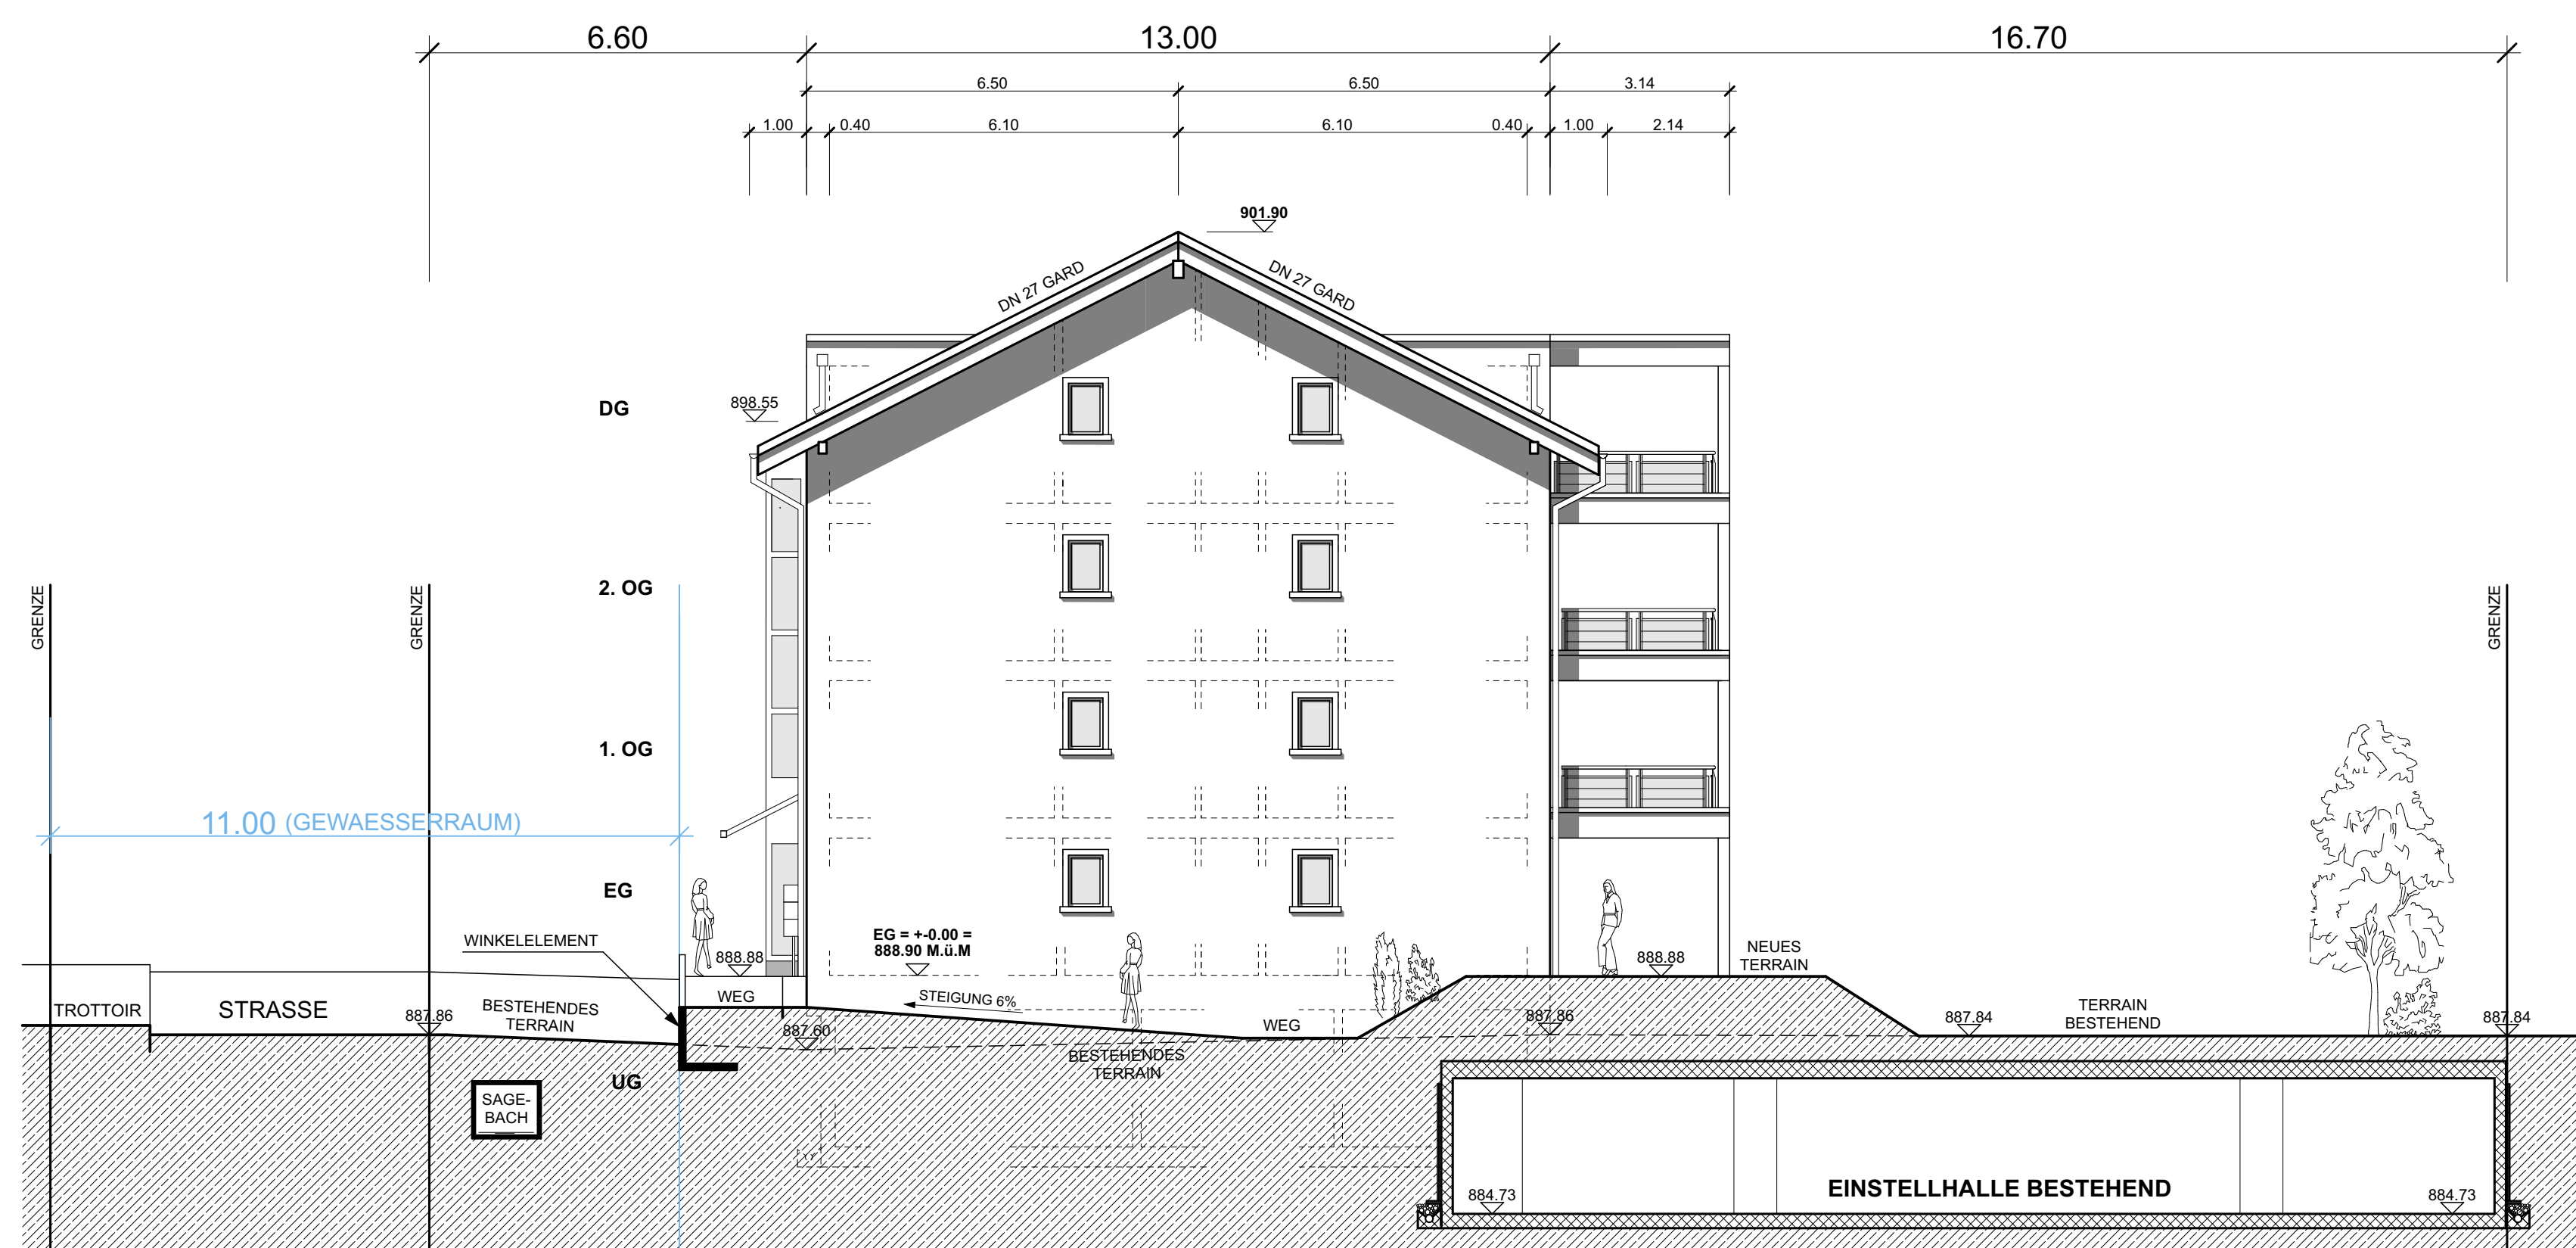 6.60 13.00 16.70
6.50 6.50 3.14
1.00 0.40 6.10 6.10 0.40 1.00 2.14
901.90
DN 27 GARD DN 27 GARD
898.55
DG
GRENZE GRENZE GRENZE
2. OG
1. OG
11.00 (GEWAESSERRAUM)
EG
WINKELELEMENT
EG = +-0.00 =
888.90 M.ü.M
888.88
888.88
NEUES
TERRAIN
WEG
STEIGUNG 6%
TROTTOIR
STRASSE
BESTEHENDES
TERRAIN
887.86
887.60
WEG
887.86
887.84
TERRAIN
BESTEHEND
887.84
BESTEHENDES
TERRAIN
UG
SAGE-
BACH
EINSTELLHALLE BESTEHEND
884.73
884.73